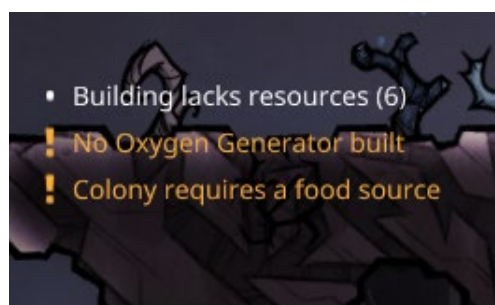 • Building lacks resources (6)
! No Oxygen Generator built
! Colony requires a food source